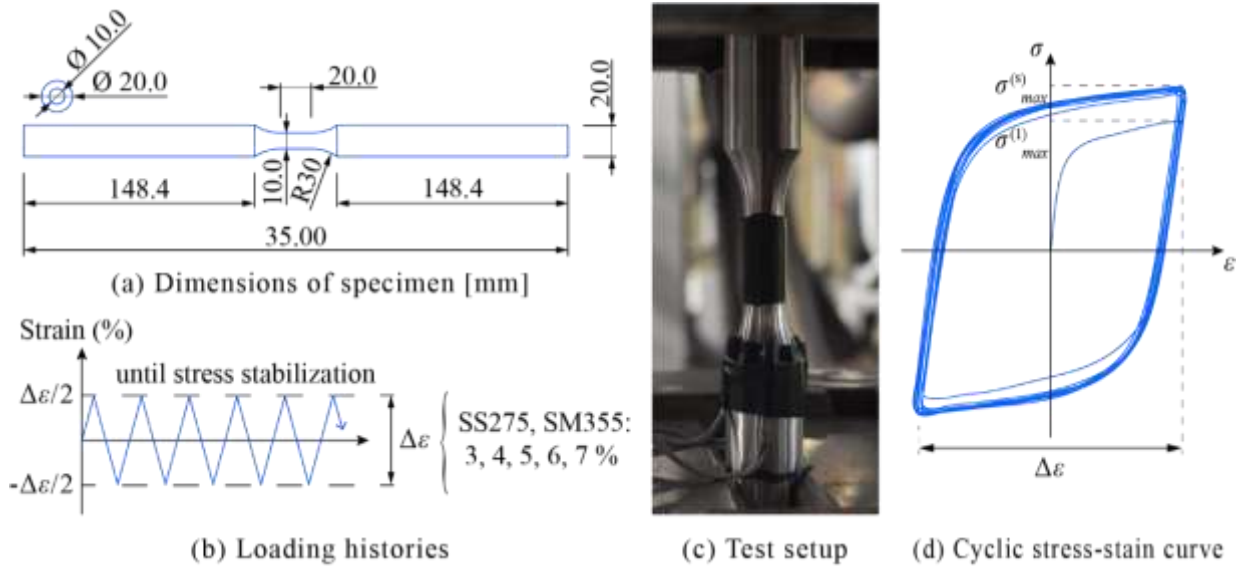 Ø 10.0
Ø 20.0
20.0
20.0
10.0
R30
148.4
148.4
35.00
(a) Dimensions of specimen [mm]
Strain (%)
until stress stabilization
Δε/2
-Δε/2
Δε
SS275, SM355:
3, 4, 5, 6, 7 %
(b) Loading histories
(c) Test setup
σ
σ(s)max
σ(1)max
ε
Δε
(d) Cyclic stress-stain curve